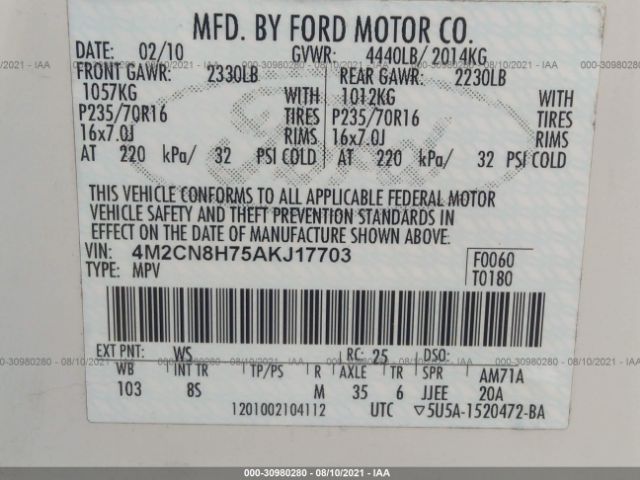 MFD. BY FORD MOTOR CO.
DATE: 02/10 GVWR: 4440LB/ 2014KG
FRONT GAWR: 2330LB REAR GAWR: 2230LB
1057KG WITH 1012KG WITH
P235/70R16 TIRES P235/70R16 TIRES
16x7.0J RIMS 16x7.0J RIMS
AT 220 kPa/ 32 PSI COLD AT 220 kPa/ 32 PSI COLD
THIS VEHICLE CONFORMS TO ALL APPLICABLE FEDERAL MOTOR
VEHICLE SAFETY AND THEFT PREVENTION STANDARDS IN
EFFECT ON THE DATE OF MANUFACTURE SHOWN ABOVE.
VIN: 4M2CN8H75AKJ17703 F0060
TYPE: MPV T0180
EXT PNT: WS RC: 25 DSO:
WB INT TR TP/PS R AXLE TR SPR AM71A
103 8S M 35 6 JJEE 20A
1201002104112 UTC ▽5U5A-1520472-BA
000-30980280 - 08/10/2021 - IAA